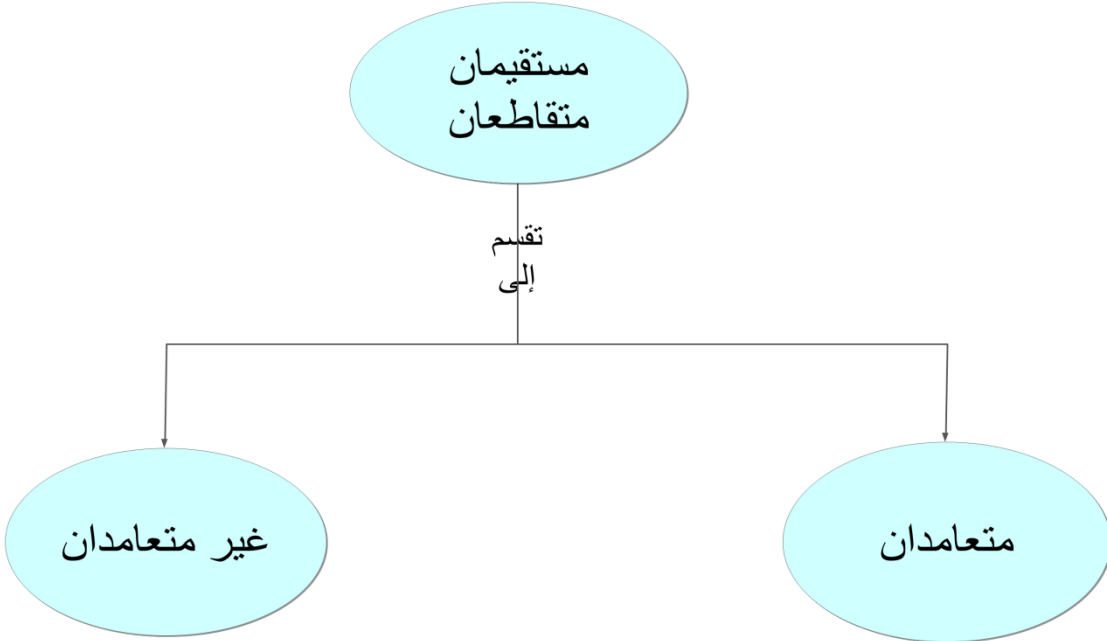 مستقيمان
متقاطعان
تقسم
إلى
متعامدان
غير متعامدان